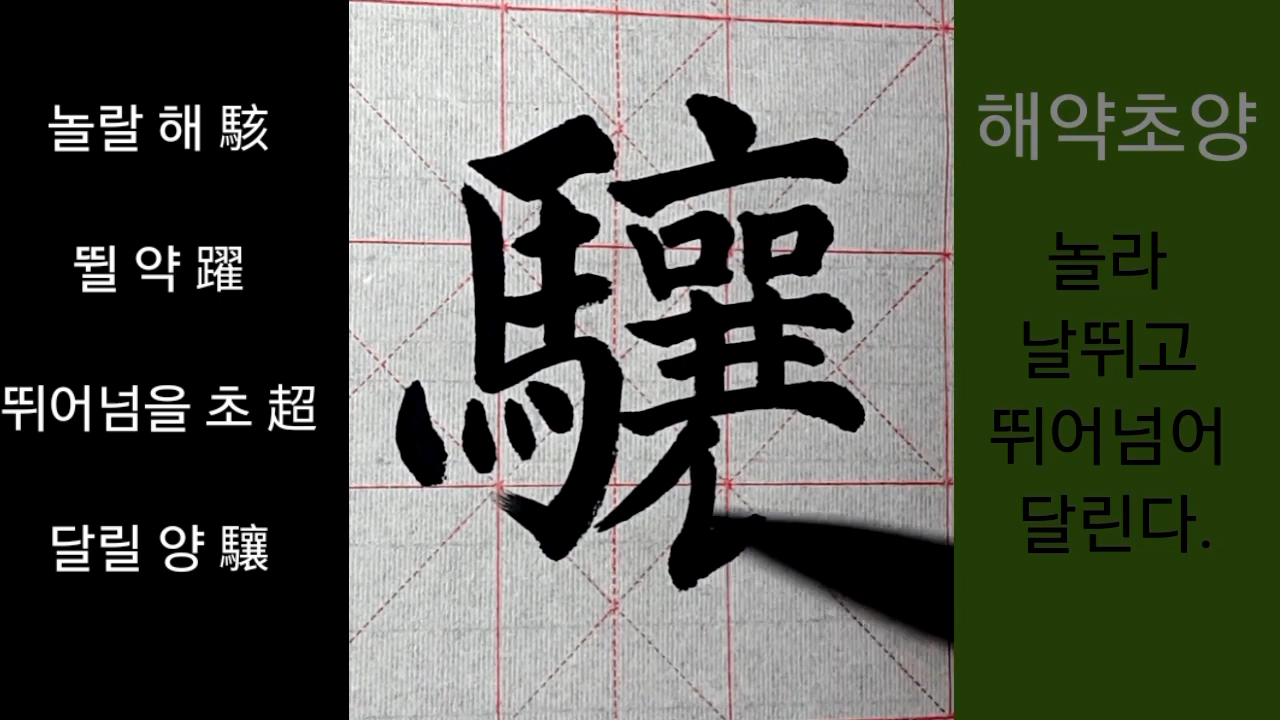 놀랄 해 駭
뛸 약 躍
뛰어넘을 초 超
달릴 양 驤
驤
해약초양
놀라
날뛰고
뛰어넘어
달린다.